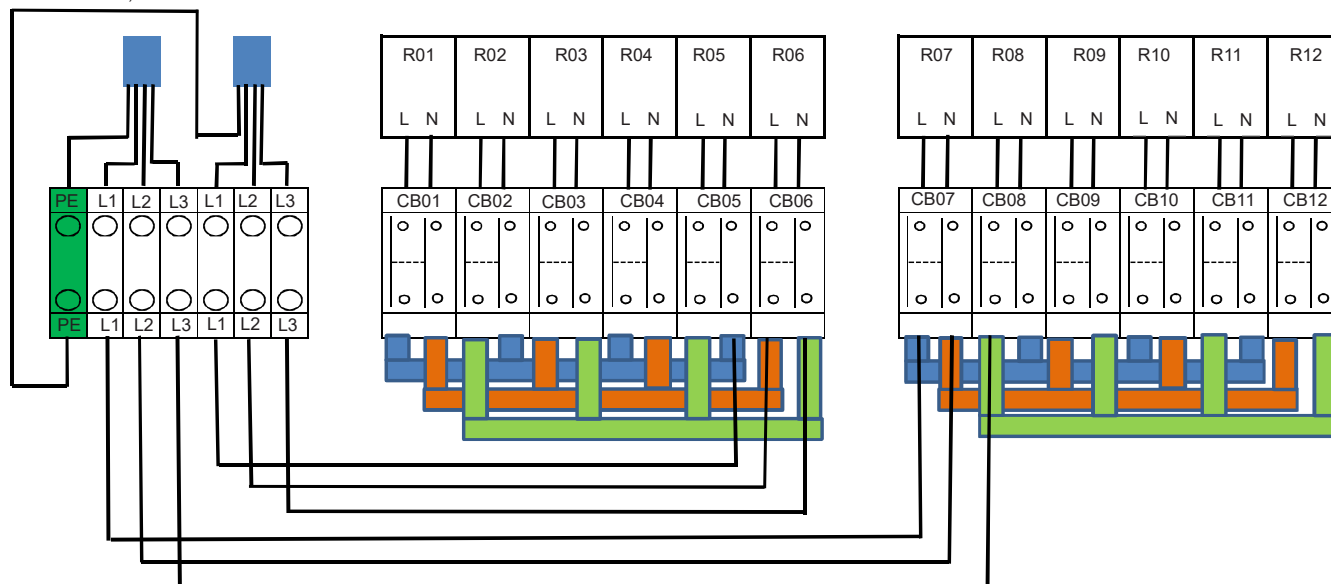 R01 R02 R03 R04 R05 R06 R07 R08 R09 R10 R11 R12
L N L N L N L N L N L N L N L N L N L N L N L N
PE L1 L2 L3 L1 L2 L3 CB01 CB02 CB03 CB04 CB05 CB06 CB07 CB08 CB09 CB10 CB11 CB12
PE L1 L2 L3 L1 L2 L3